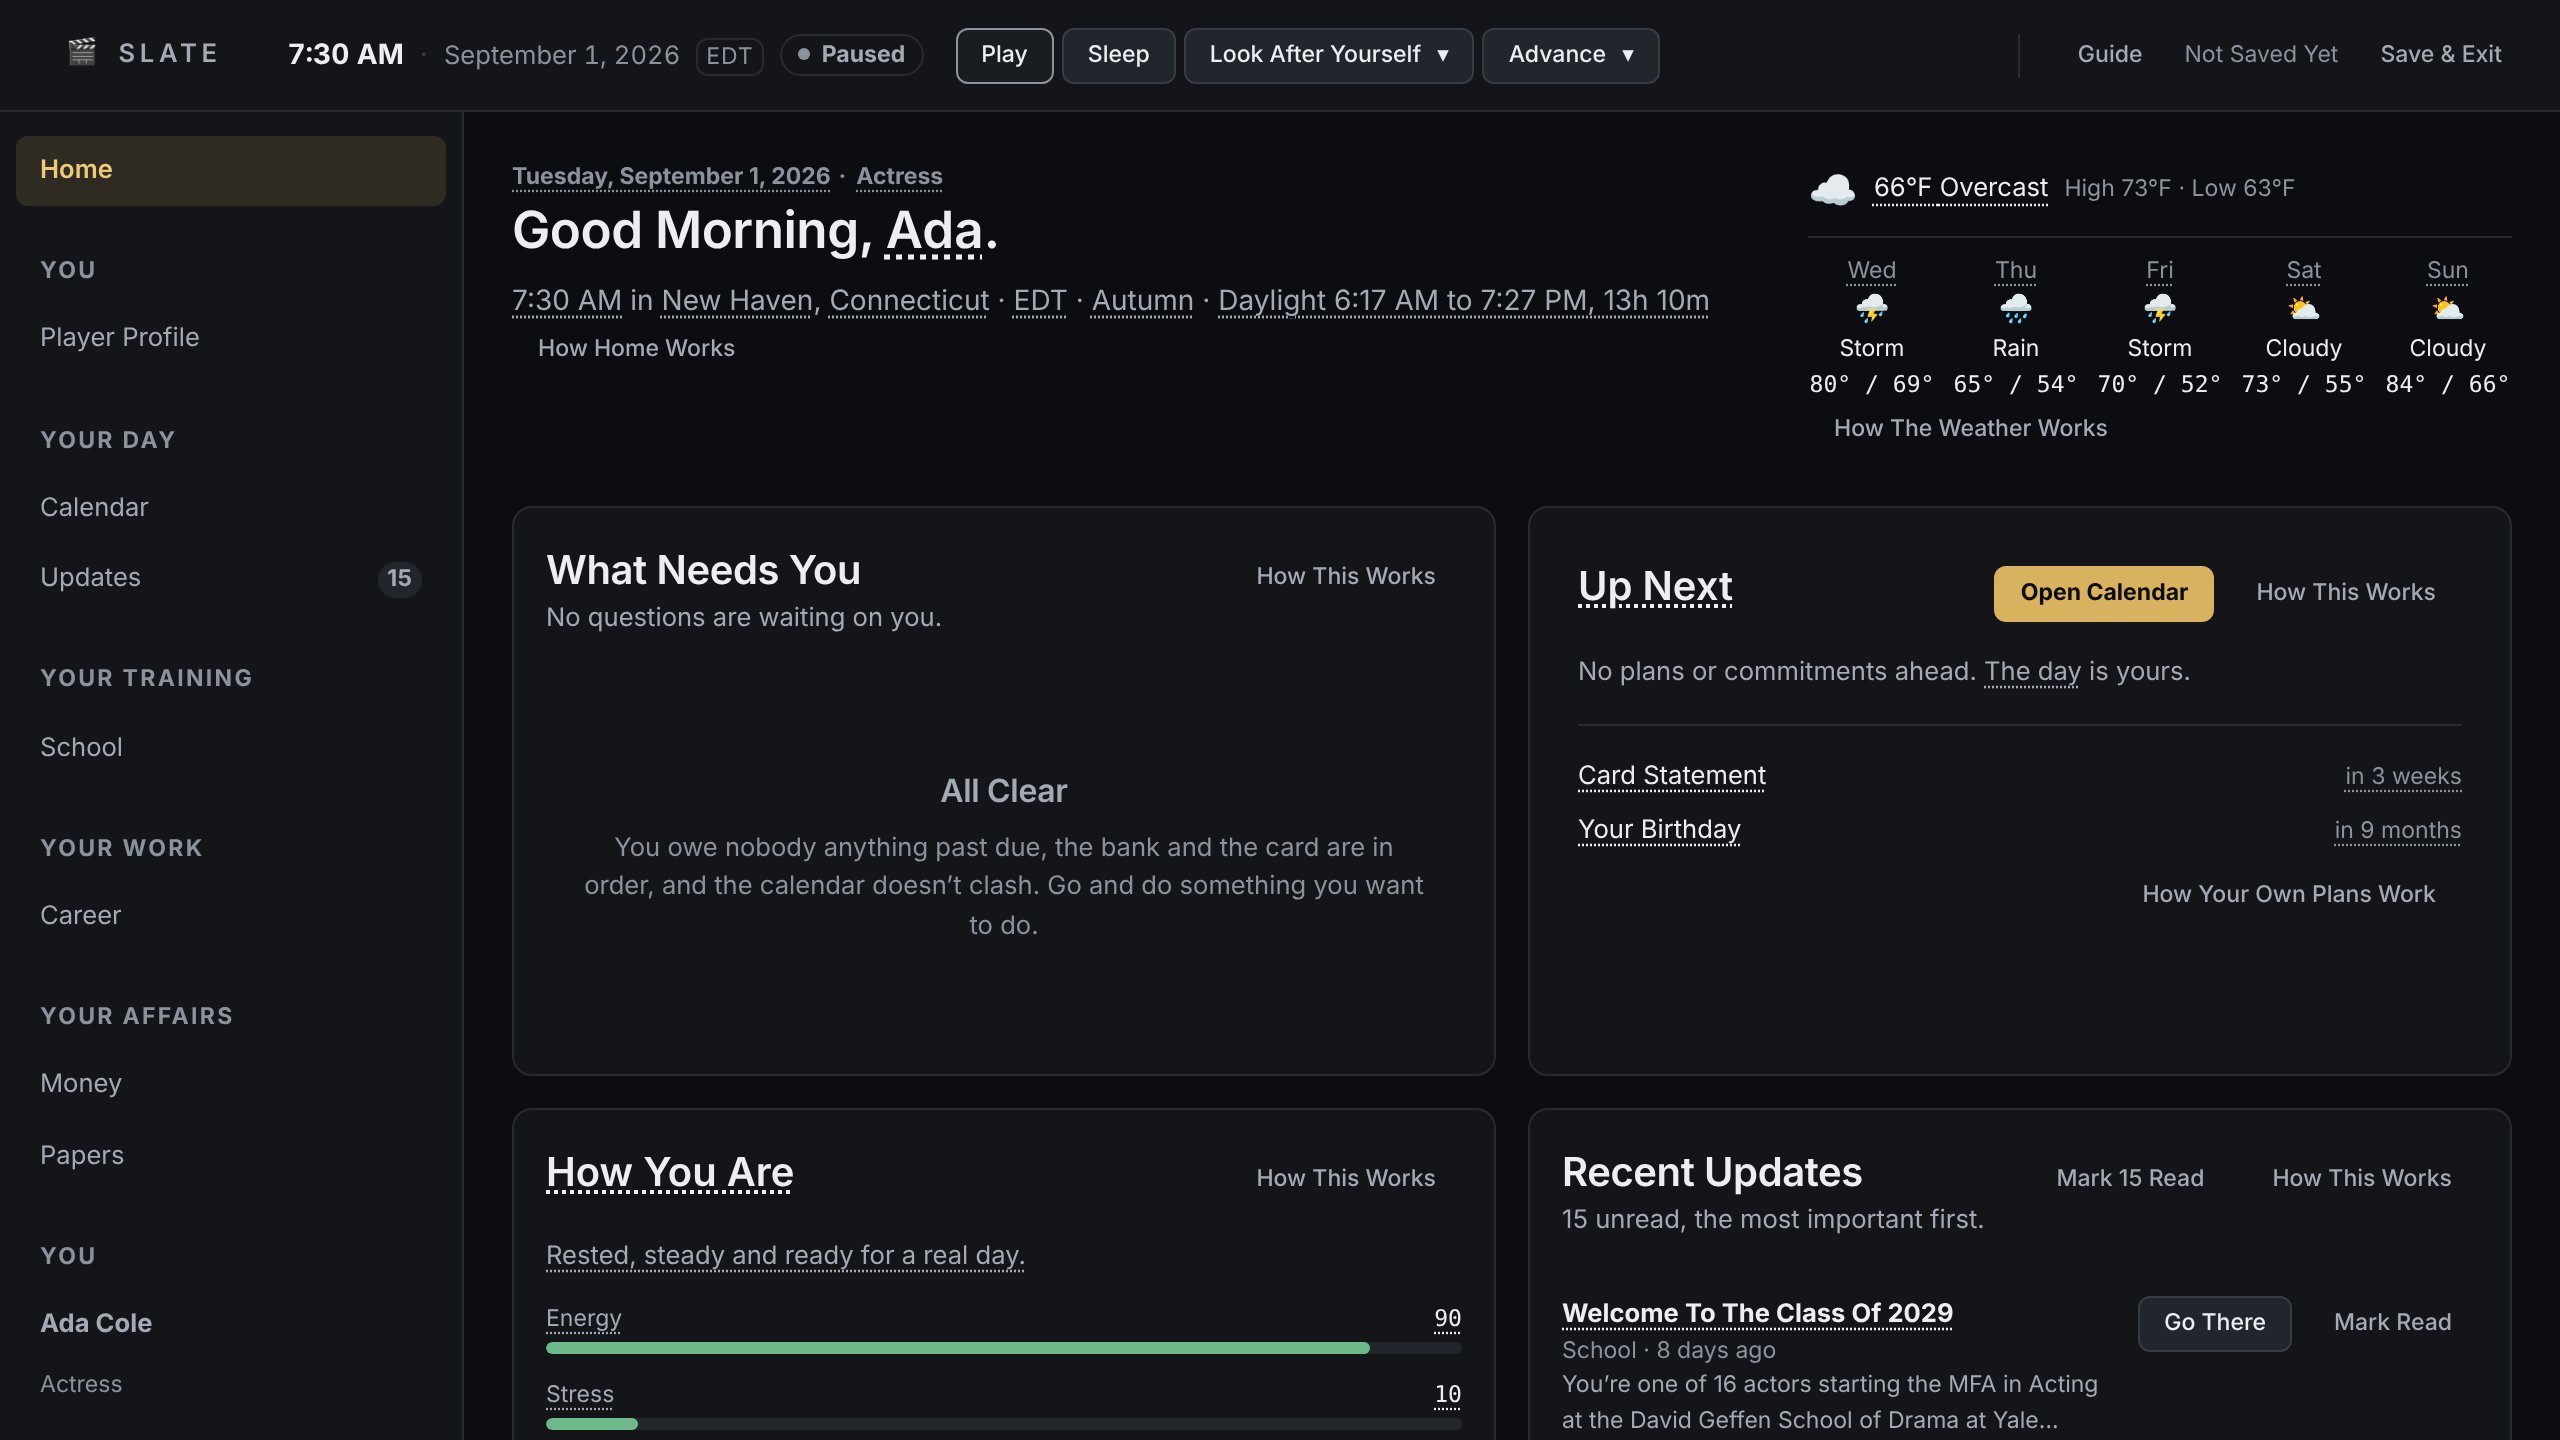 SLATE
7:30 AM · September 1, 2026 EDT Paused
Play
Sleep
Look After Yourself ▾
Advance ▾
Guide
Not Saved Yet
Save & Exit
Home
YOU
Player Profile
YOUR DAY
Calendar
Updates 15
YOUR TRAINING
School
YOUR WORK
Career
YOUR AFFAIRS
Money
Papers
YOU
Ada Cole
Actress
Tuesday, September 1, 2026 · Actress
Good Morning, Ada.
7:30 AM in New Haven, Connecticut · EDT · Autumn · Daylight 6:17 AM to 7:27 PM, 13h 10m
How Home Works
66°F Overcast High 73°F · Low 63°F
Wed Thu Fri Sat Sun
Storm Rain Storm Cloudy Cloudy
80° / 69° 65° / 54° 70° / 52° 73° / 55° 84° / 66°
How The Weather Works
What Needs You
How This Works
No questions are waiting on you.
All Clear
You owe nobody anything past due, the bank and the card are in
order, and the calendar doesn’t clash. Go and do something you want
to do.
Up Next
Open Calendar
How This Works
No plans or commitments ahead. The day is yours.
Card Statement in 3 weeks
Your Birthday in 9 months
How Your Own Plans Work
How You Are
How This Works
Rested, steady and ready for a real day.
Energy 90
Stress 10
Recent Updates
Mark 15 Read
How This Works
15 unread, the most important first.
Welcome To The Class Of 2029
Go There
Mark Read
School · 8 days ago
You’re one of 16 actors starting the MFA in Acting
at the David Geffen School of Drama at Yale…